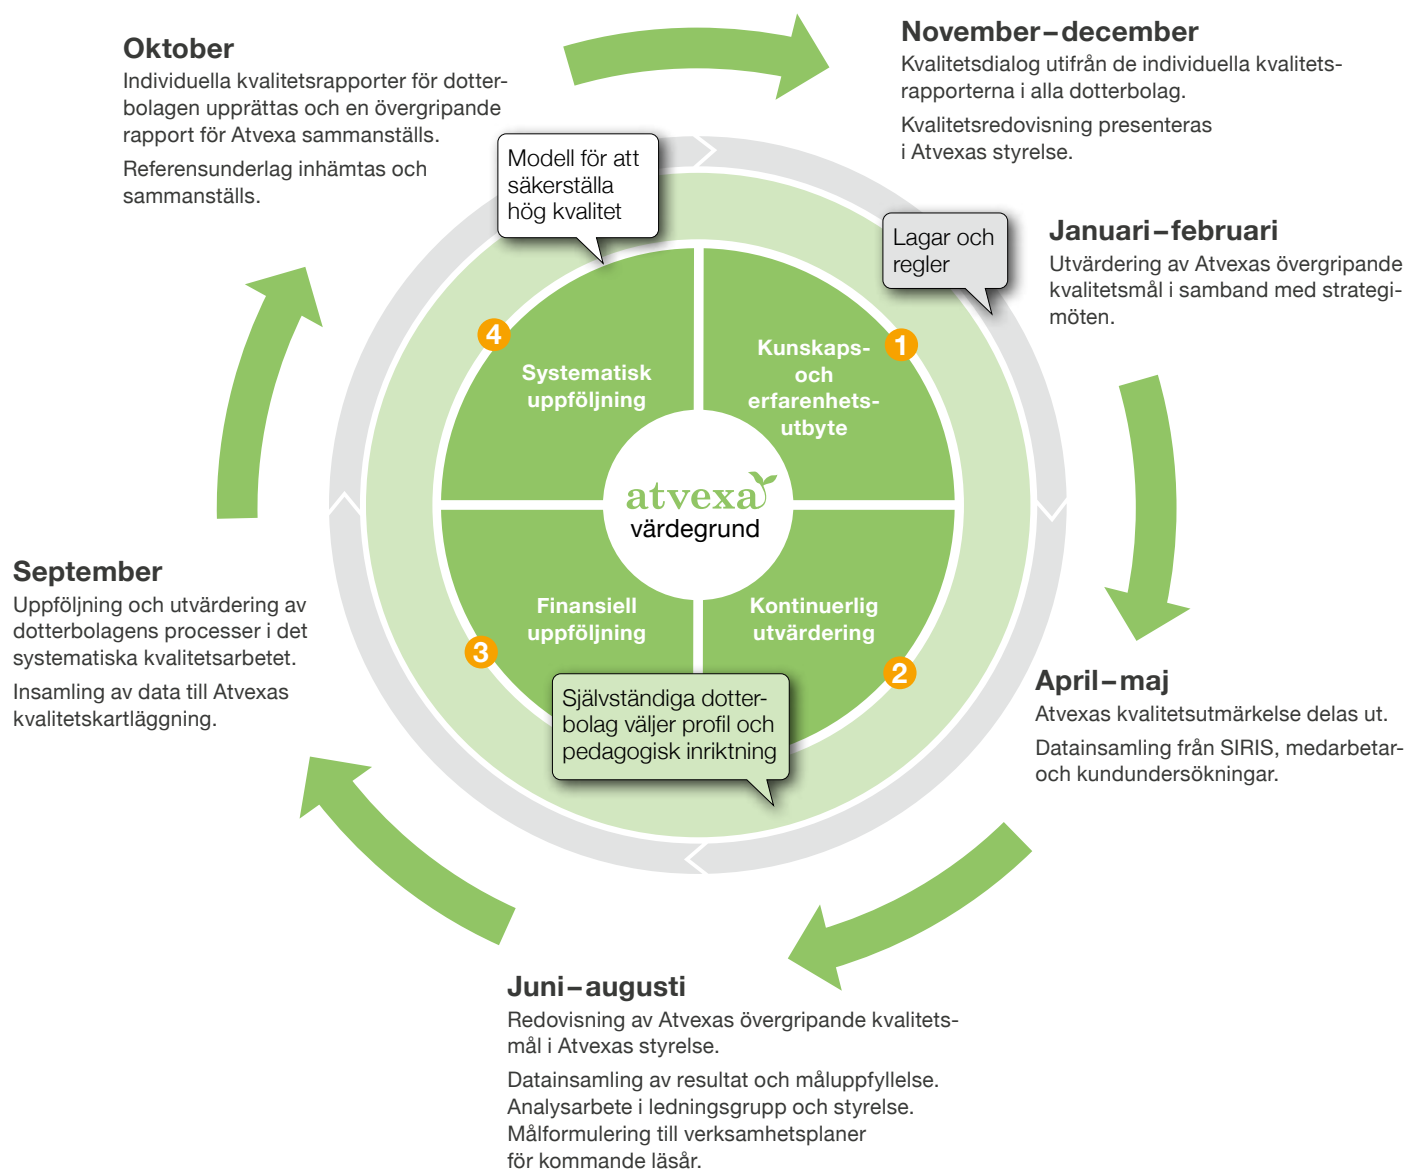 Oktober
Individuella kvalitetsrapporter för dotter-
bolagen upprättas och en övergripande
rapport för Atvexa sammanställs.
Referensunderlag inhämtas och
sammanställs.
November–december
Kvalitetsdialog utifrån de individuella kvalitets-
rapporterna i alla dotterbolag.
Kvalitetsredovisning presenteras
i Atvexas styrelse.
Modell för att
säkerställa
hög kvalitet
Lagar och
regler
Januari–februari
Utvärdering av Atvexas övergripande
kvalitetsmål i samband med strategi-
möten.
4
Systematisk
uppföljning
1
Kunskaps-
och
erfarenhets-
utbyte
atvexa
värdegrund
September
Uppföljning och utvärdering av
dotterbolagens processer i det
systematiska kvalitetsarbetet.
Insamling av data till Atvexas
kvalitetskartläggning.
Finansiell
uppföljning
3
Kontinuerlig
utvärdering
2
Självständiga dotter-
bolag väljer profil och
pedagogisk inriktning
April–maj
Atvexas kvalitetsutmärkelse delas ut.
Datainsamling från SIRIS, medarbetar-
och kundundersökningar.
Juni–augusti
Redovisning av Atvexas övergripande kvalitets-
mål i Atvexas styrelse.
Datainsamling av resultat och måluppfyllelse.
Analysarbete i ledningsgrupp och styrelse.
Målformulering till verksamhetsplaner
för kommande läsår.